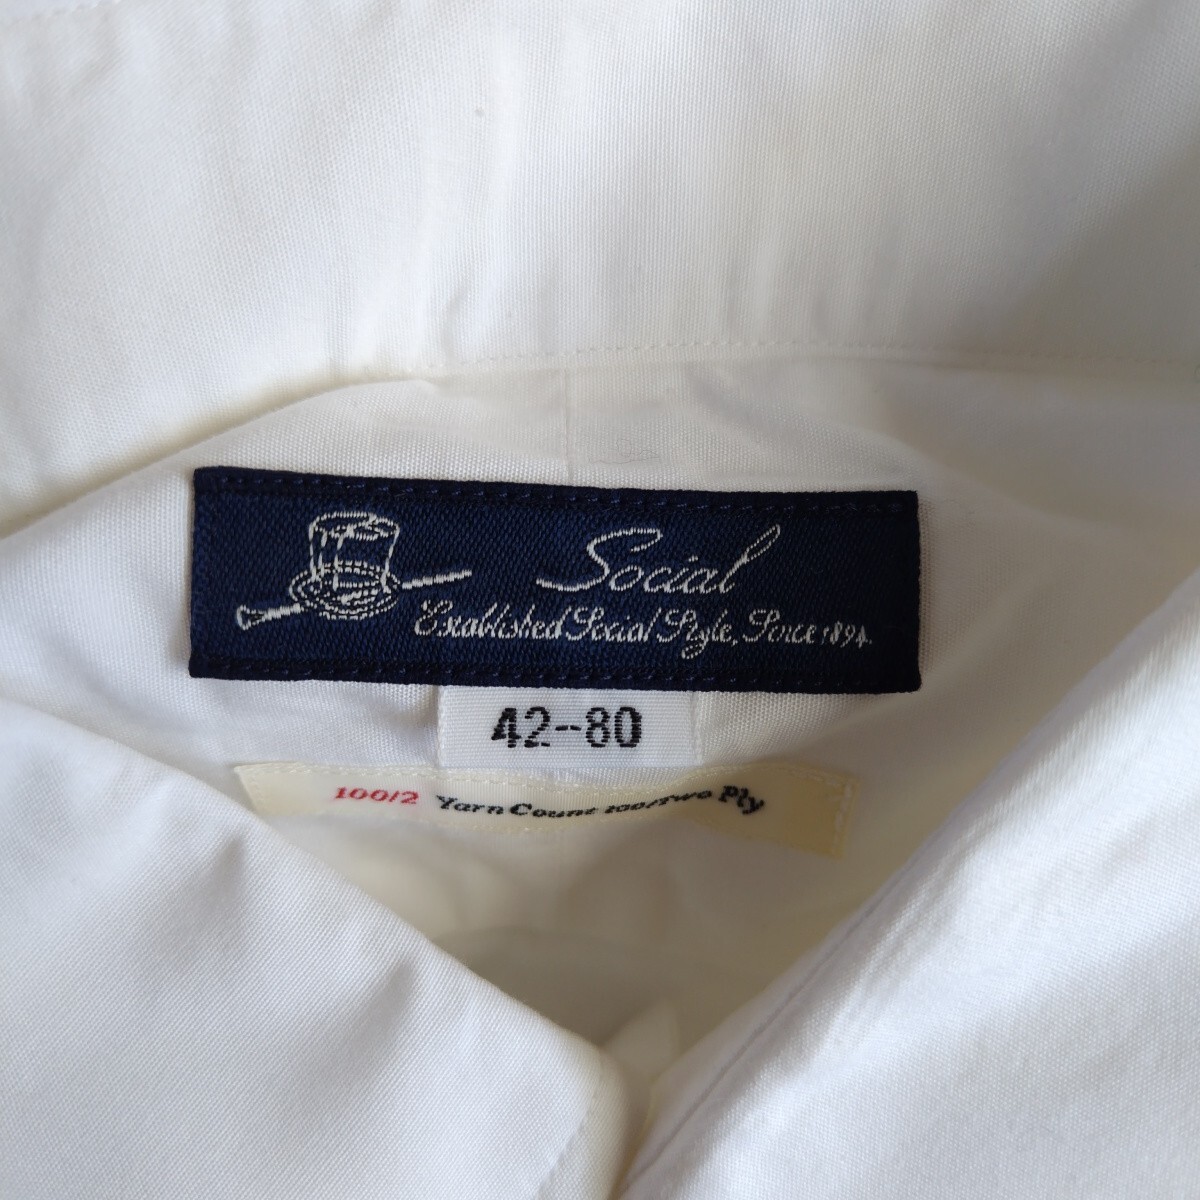 Social
Established Social Style, Since 1894.
42-80
100/2 Yarn Count 100/Two Ply